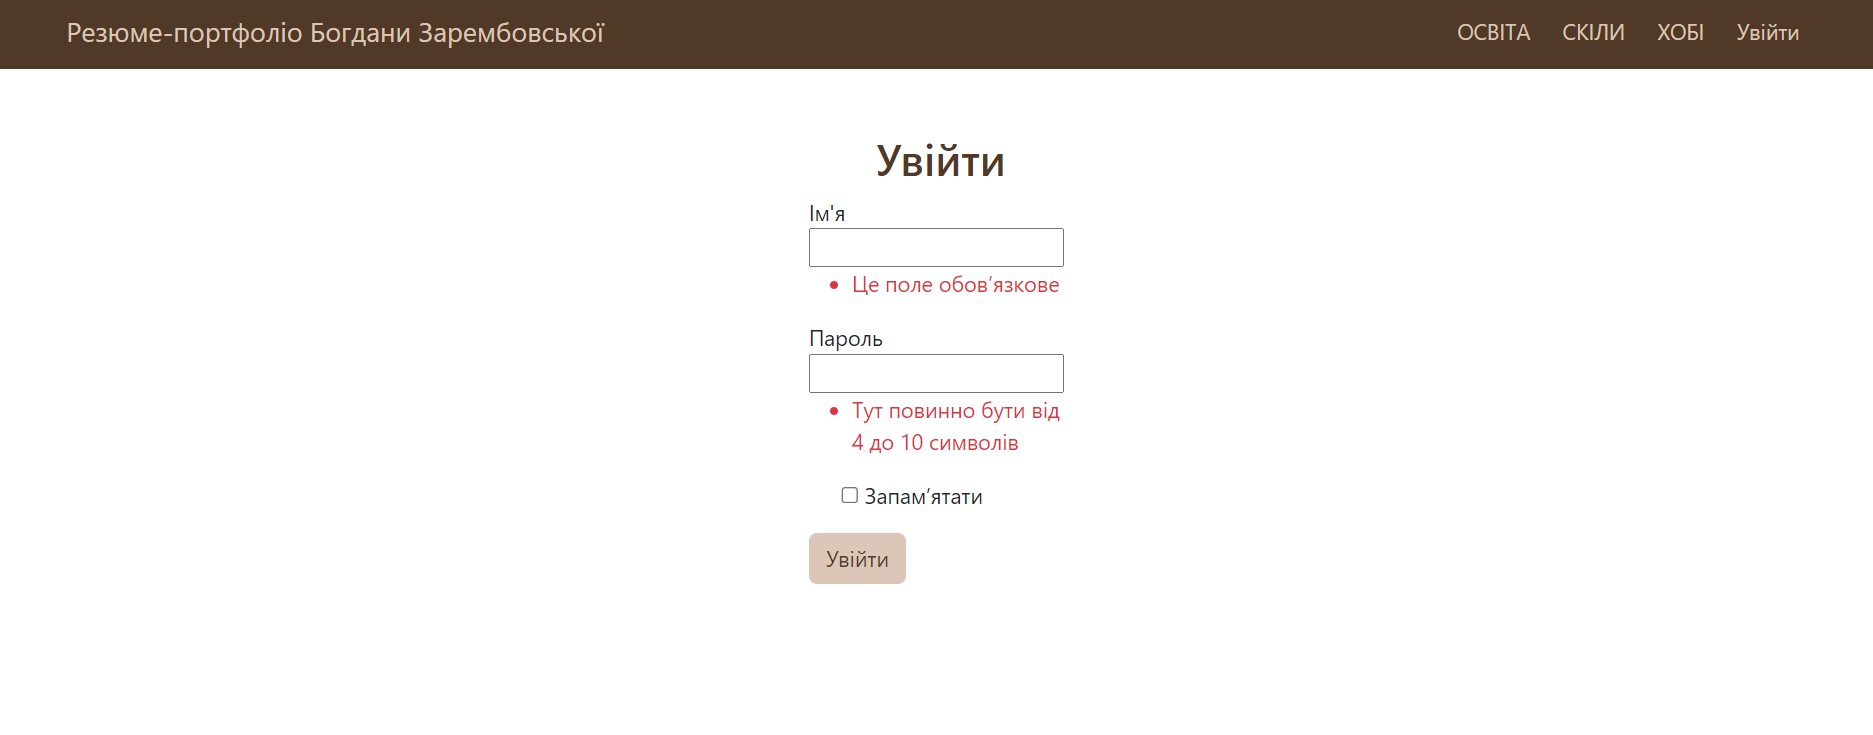 Резюме-портфоліо Богдани Зарембовської
ОСВІТА СКІЛИ ХОБІ Увійти
Увійти
Ім'я
Це поле обов’язкове
Пароль
Тут повинно бути від
4 до 10 символів
Запам’ятати
Увійти